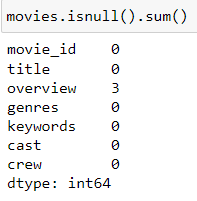 movies.isnull().sum()
movie_id 0
title 0
overview 3
genres 0
keywords 0
cast 0
crew 0
dtype: int64